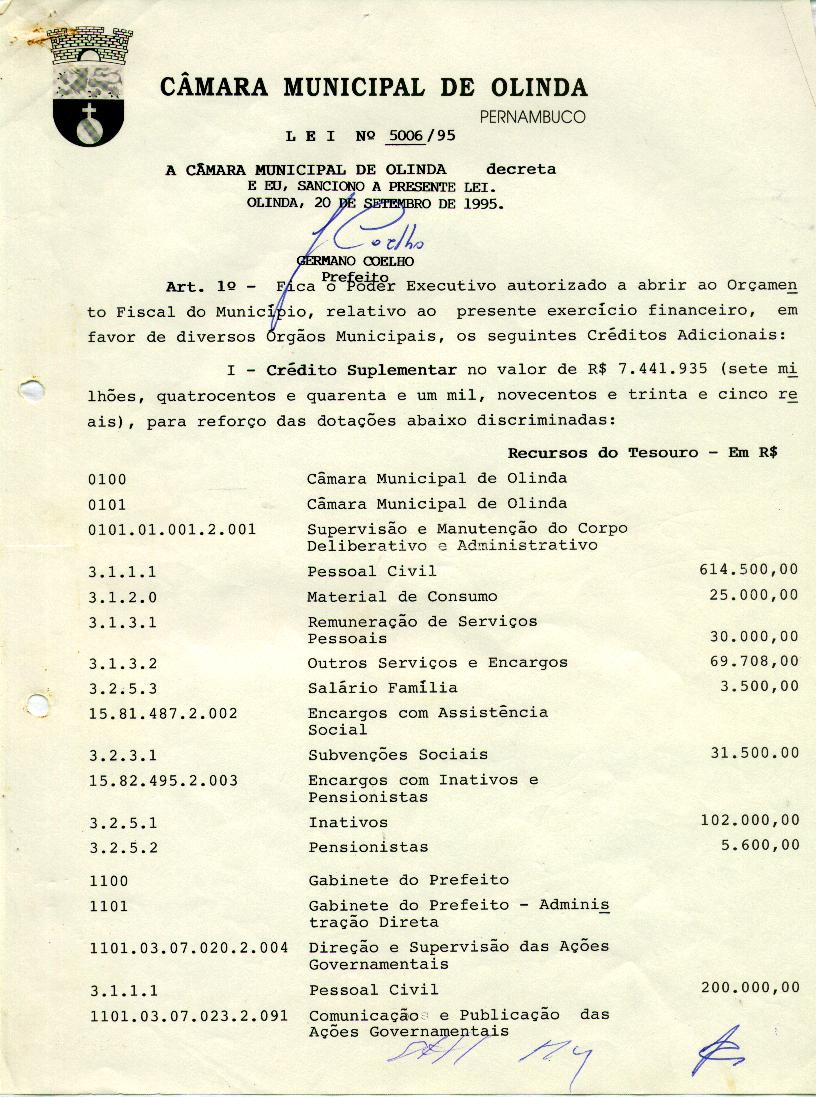 CÂMARA MUNICIPAL DE OLINDA
PERNAMBUCO
L E I Nº 5006/95
A CÂMARA MUNICIPAL DE OLINDA decreta
E EU, SANCIONO A PRESENTE LEI.
OLINDA, 20 DE SETEMBRO DE 1995.
Coelho
GERMANO COELHO
Prefeito
Art. 1º - Fica o Poder Executivo autorizado a abrir ao Orçamen
to Fiscal do Município, relativo ao presente exercício financeiro, em
favor de diversos Órgãos Municipais, os seguintes Créditos Adicionais:
I - Crédito Suplementar no valor de R$ 7.441.935 (sete mi
lhões, quatrocentos e quarenta e um mil, novecentos e trinta e cinco re
ais), para reforço das dotações abaixo discriminadas:
Recursos do Tesouro - Em R$
0100 Câmara Municipal de Olinda
0101 Câmara Municipal de Olinda
0101.01.001.2.001 Supervisão e Manutenção do Corpo
Deliberativo e Administrativo
3.1.1.1 Pessoal Civil 614.500,00
3.1.2.0 Material de Consumo 25.000,00
3.1.3.1 Remuneração de Serviços
Pessoais 30.000,00
3.1.3.2 Outros Serviços e Encargos 69.708,00
3.2.5.3 Salário Família 3.500,00
15.81.487.2.002 Encargos com Assistência
Social
3.2.3.1 Subvenções Sociais 31.500.00
15.82.495.2.003 Encargos com Inativos e
Pensionistas
3.2.5.1 Inativos 102.000,00
3.2.5.2 Pensionistas 5.600,00
1100 Gabinete do Prefeito
1101 Gabinete do Prefeito - Adminis
tração Direta
1101.03.07.020.2.004 Direção e Supervisão das Ações
Governamentais
3.1.1.1 Pessoal Civil 200.000,00
1101.03.07.023.2.091 Comunicação e Publicação das
Ações Governamentais